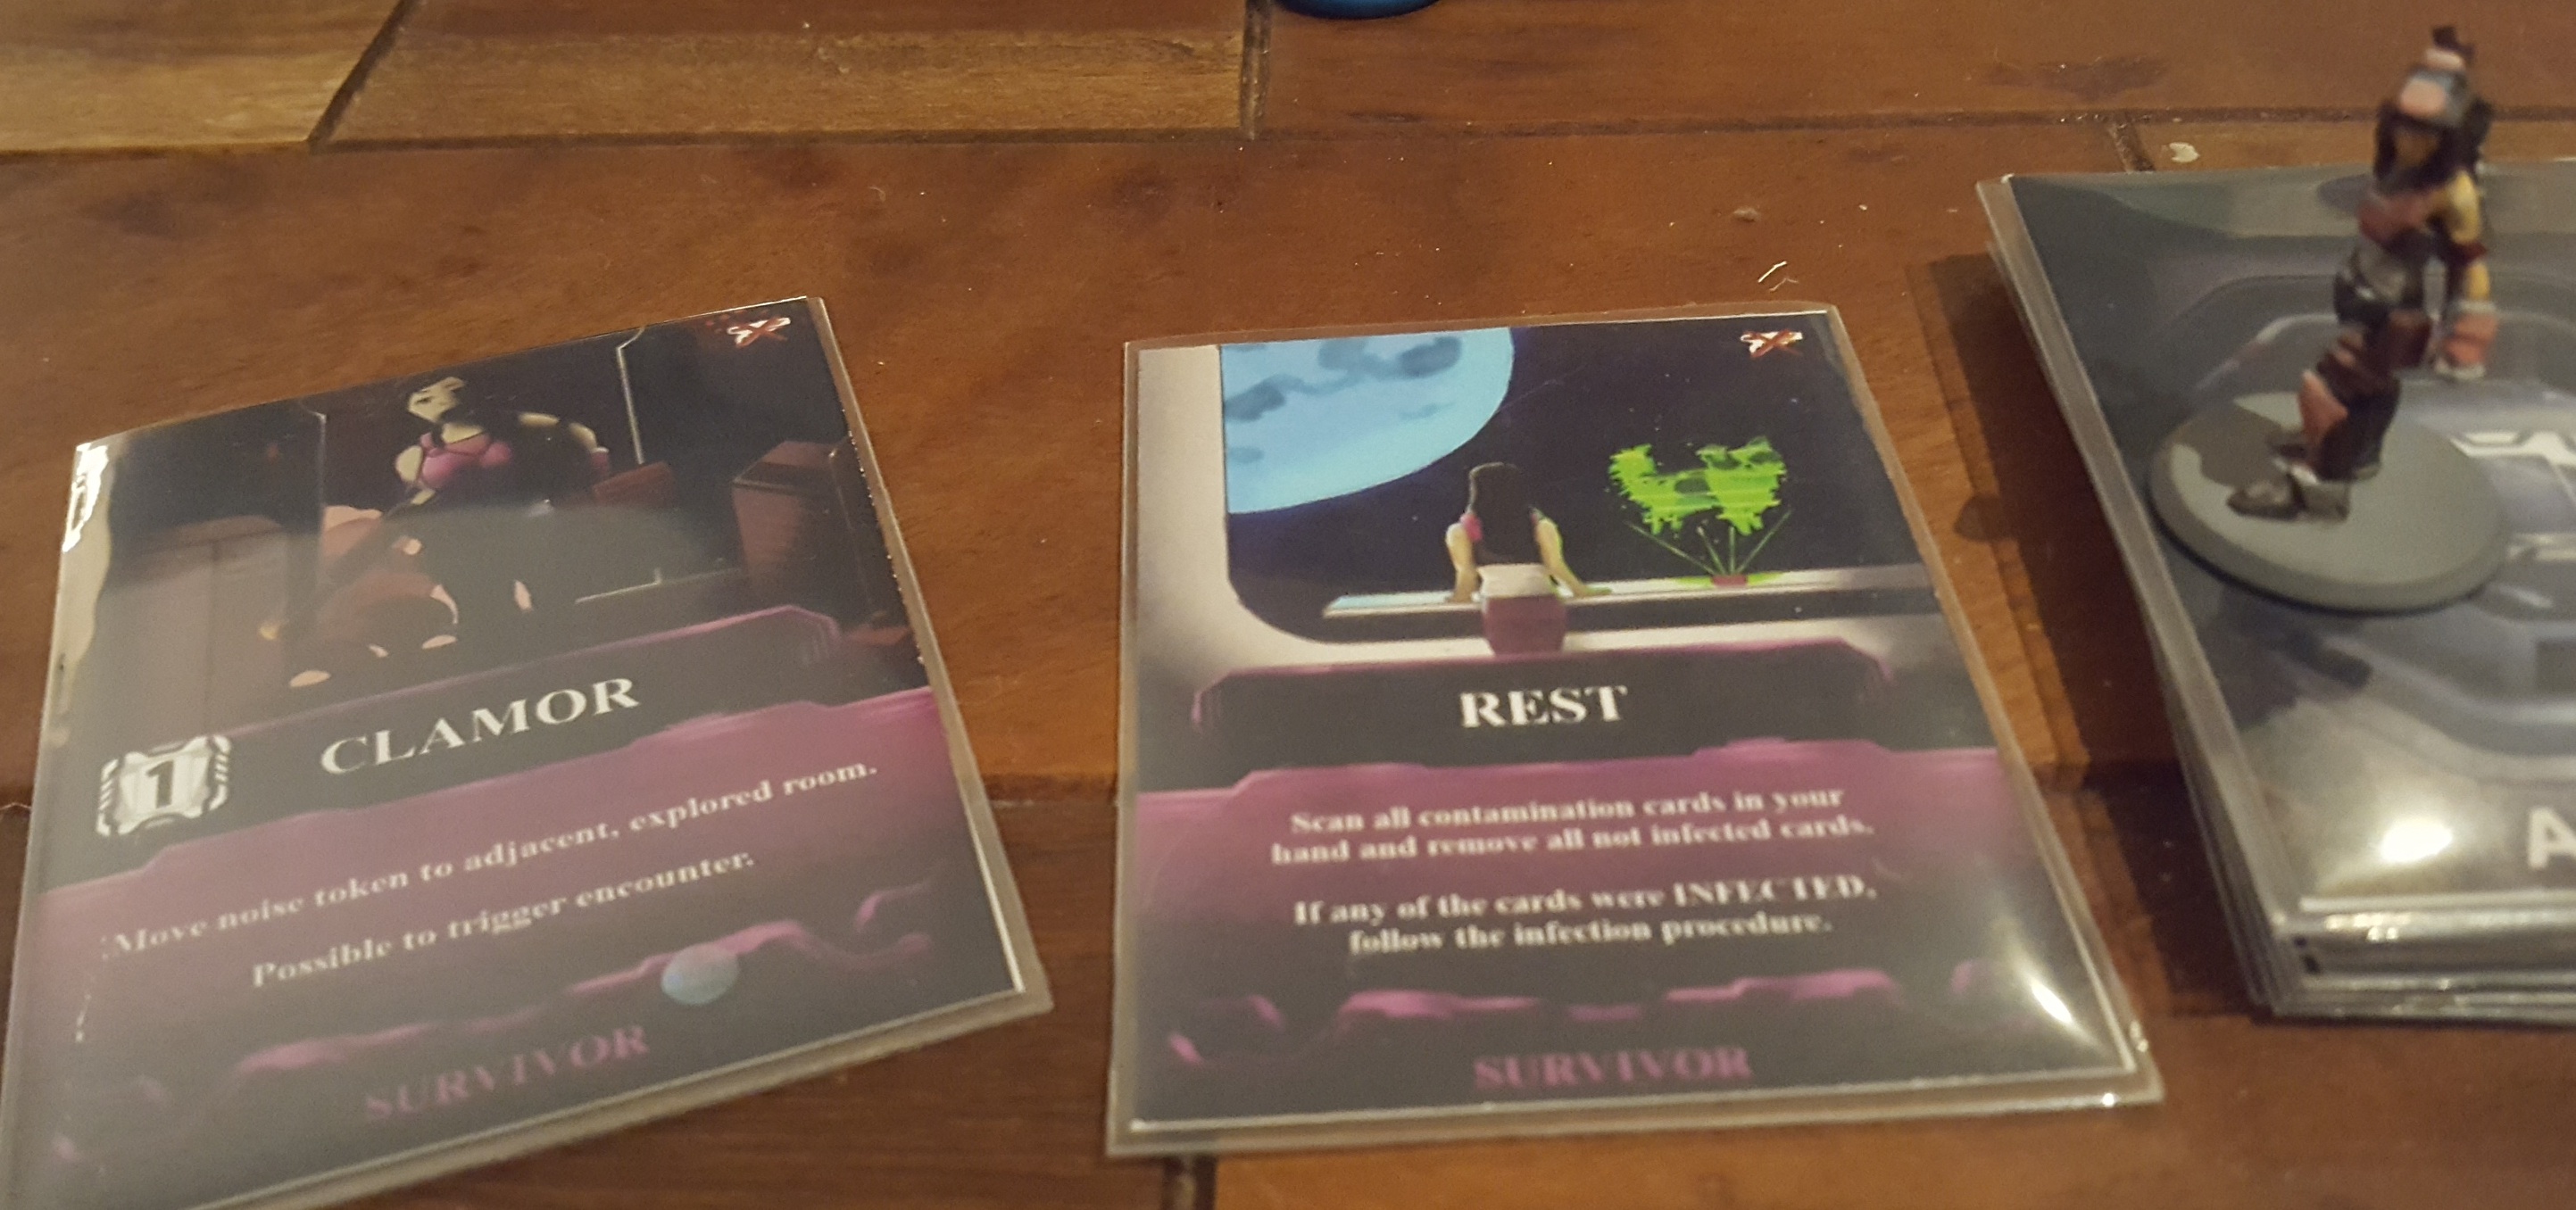 1
CLAMOR
Move noise token to adjacent, explored room.
Possible to trigger encounter.
SURVIVOR
REST
Scan all contamination cards in your
hand and remove all not infected cards.
If any of the cards were INFECTED,
follow the infection procedure.
SURVIVOR
A